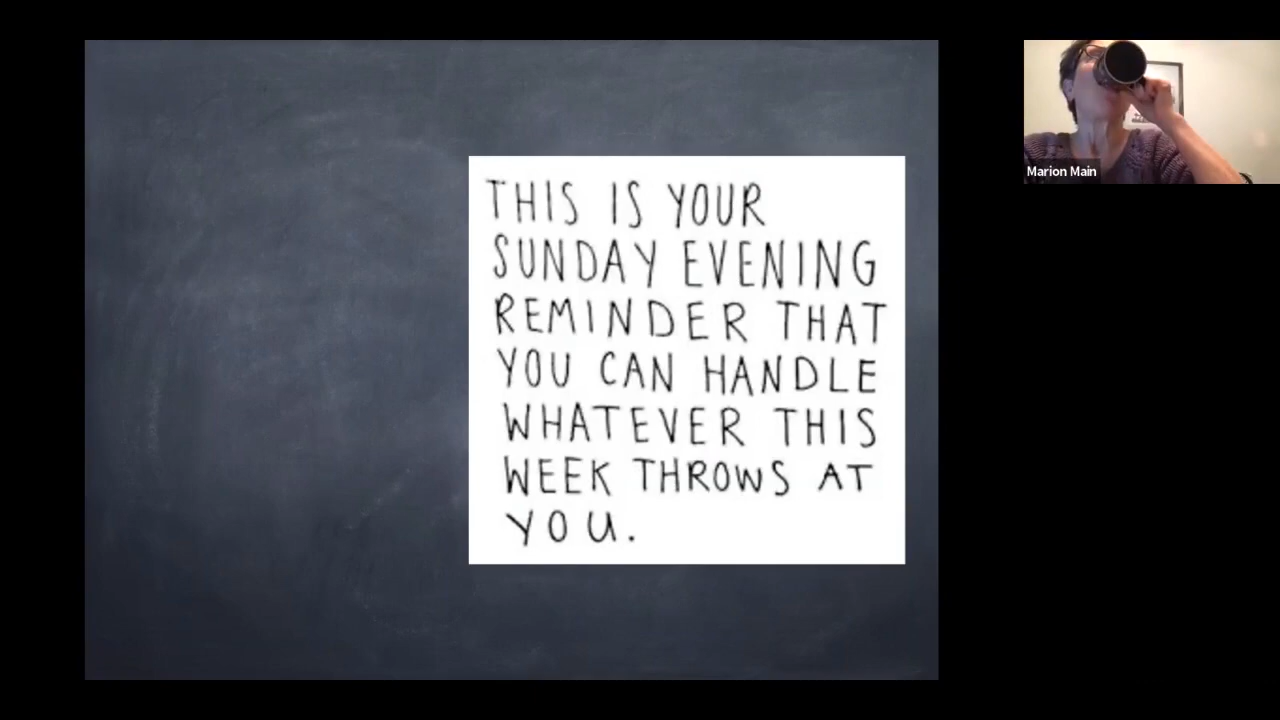 THIS IS YOUR
SUNDAY EVENING
REMINDER THAT
YOU CAN HANDLE
WHATEVER THIS
WEEK THROWS AT
YOU.
Marion Main